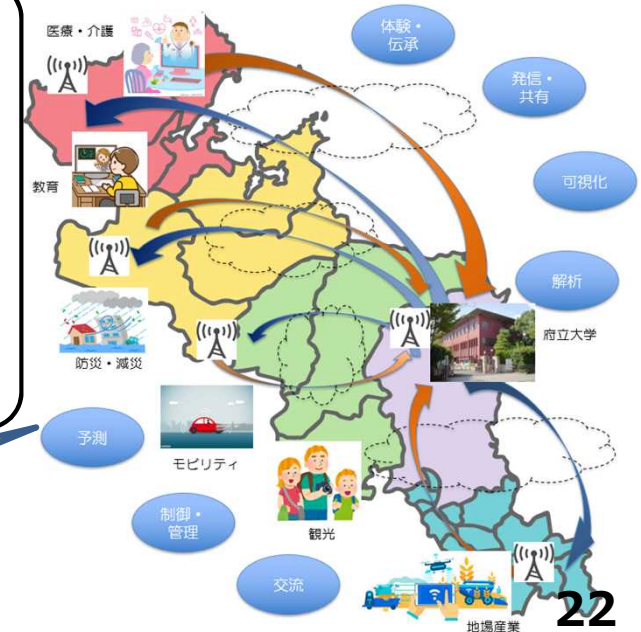 医療・介護
体験・
伝承
発信・
共有
教育
可視化
解析
府立大学
防災・減災
予測
モビリティ
制御・
管理
観光
交流
地場産業
22